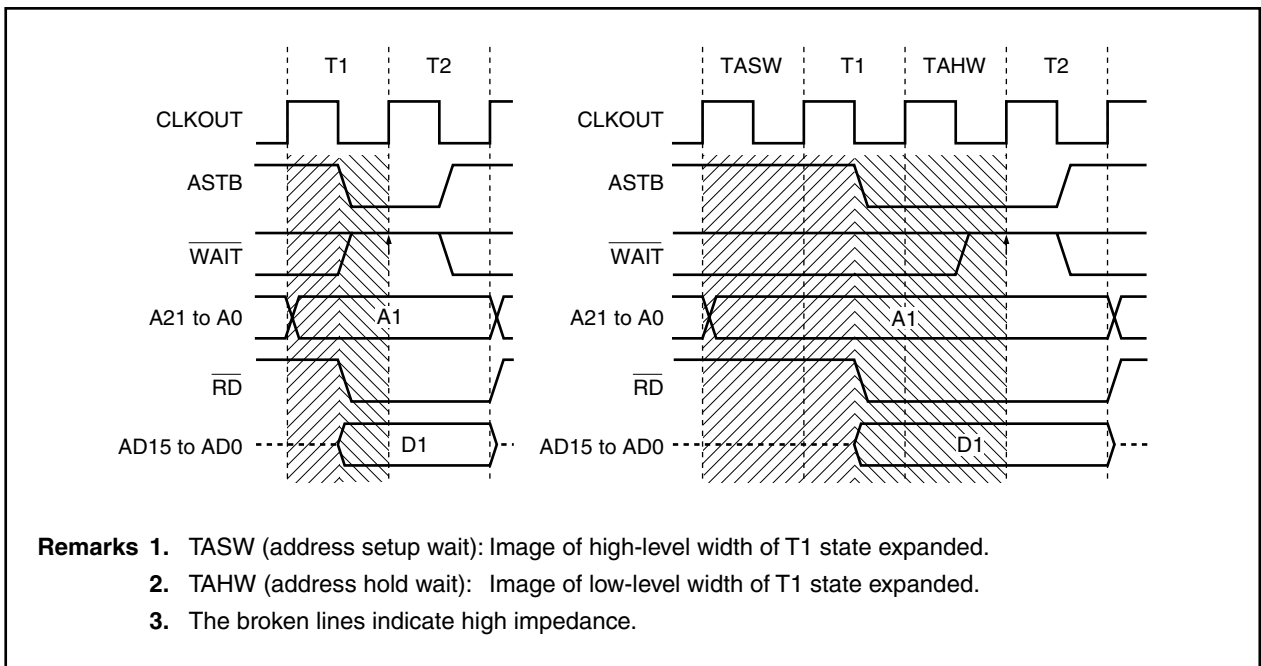 T1 T2 TASW T1 TAHW T2
CLKOUT CLKOUT
ASTB ASTB
WAIT WAIT
A21 to A0 A1 A21 to A0 A1
RD RD
AD15 to AD0 D1 AD15 to AD0 D1
Remarks 1. TASW (address setup wait): Image of high-level width of T1 state expanded.
2. TAHW (address hold wait): Image of low-level width of T1 state expanded.
3. The broken lines indicate high impedance.